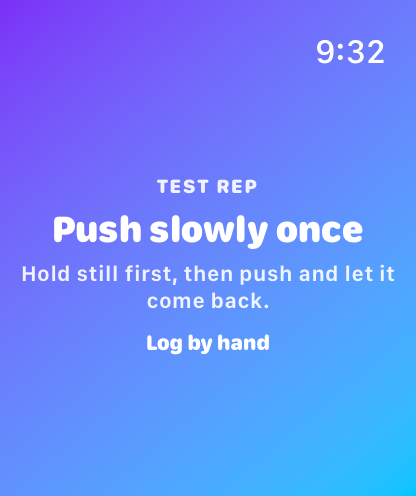 9:32
TEST REP
Push slowly once
Hold still first, then push and let it
come back.
Log by hand